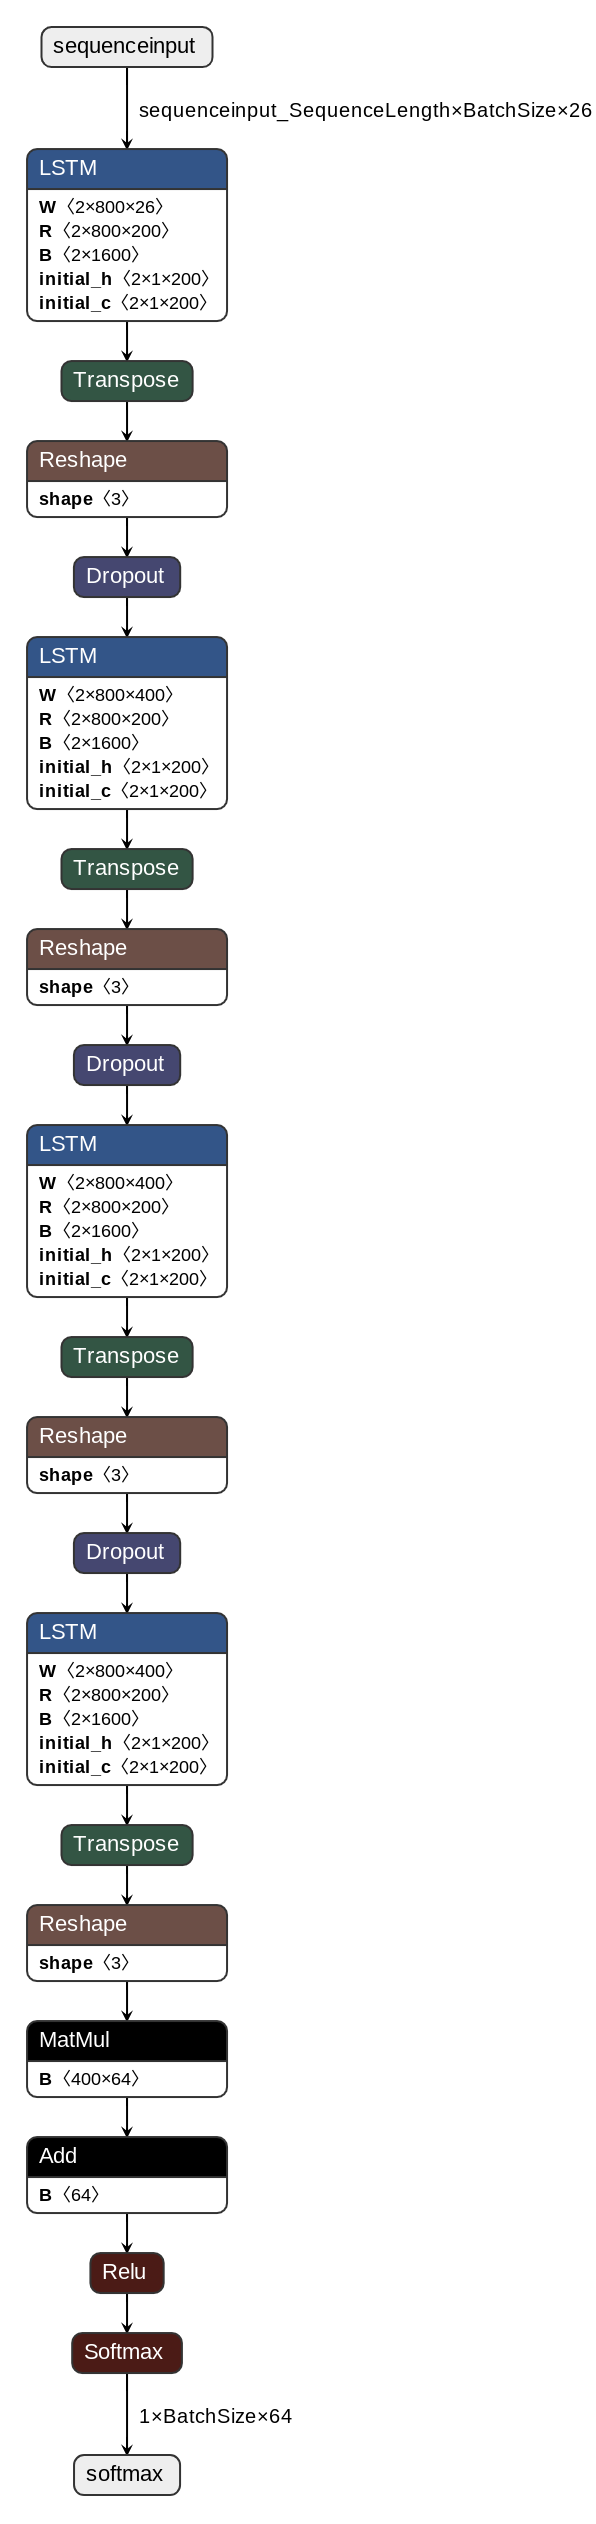 sequenceinput
sequenceinput_SequenceLength×BatchSize×26
LSTM
W〈2×800×26〉
R〈2×800×200〉
B〈2×1600〉
initial_h〈2×1×200〉
initial_c〈2×1×200〉
Transpose
Reshape
shape〈3〉
Dropout
LSTM
W〈2×800×400〉
R〈2×800×200〉
B〈2×1600〉
initial_h〈2×1×200〉
initial_c〈2×1×200〉
Transpose
Reshape
shape〈3〉
Dropout
LSTM
W〈2×800×400〉
R〈2×800×200〉
B〈2×1600〉
initial_h〈2×1×200〉
initial_c〈2×1×200〉
Transpose
Reshape
shape〈3〉
Dropout
LSTM
W〈2×800×400〉
R〈2×800×200〉
B〈2×1600〉
initial_h〈2×1×200〉
initial_c〈2×1×200〉
Transpose
Reshape
shape〈3〉
MatMul
B〈400×64〉
Add
B〈64〉
Relu
Softmax
1×BatchSize×64
softmax